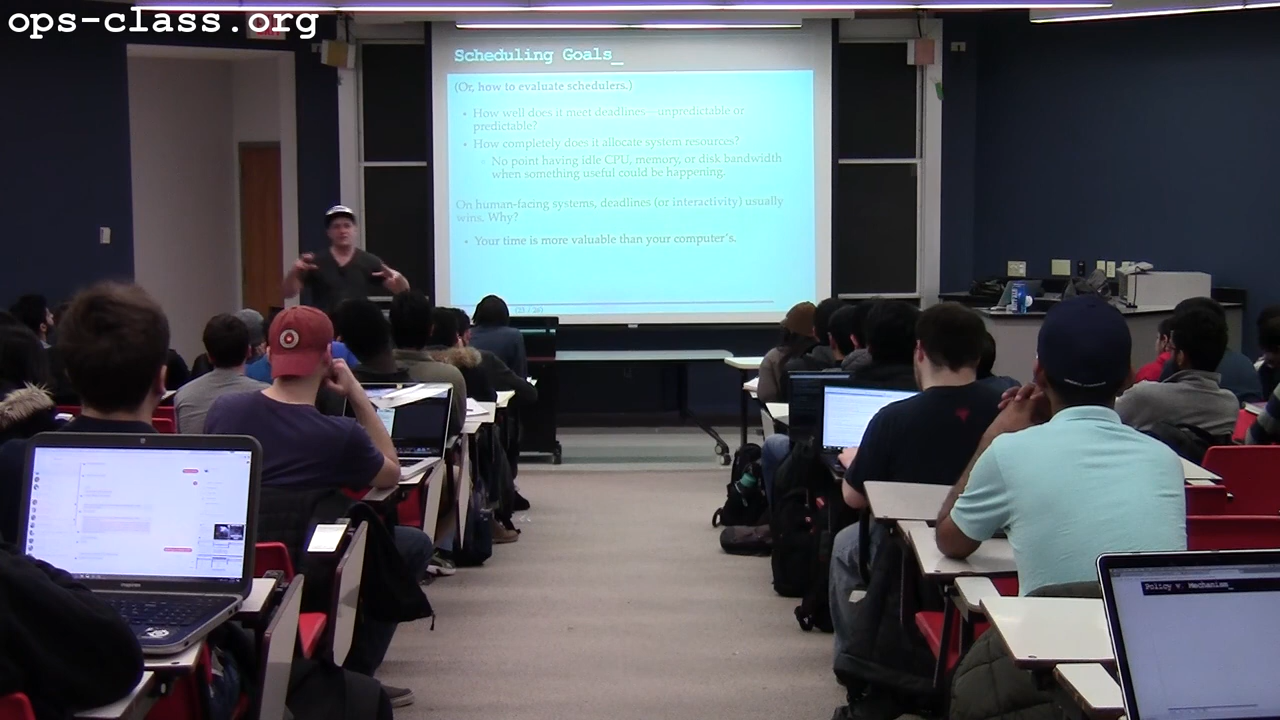 ops-class.org
Scheduling Goals_
(Or, how to evaluate schedulers.)
• How well does it meet deadlines—unpredictable or
predictable?
• How completely does it allocate system resources?
◦ No point having idle CPU, memory, or disk bandwidth
when something useful could be happening.
On human-facing systems, deadlines (or interactivity) usually
wins. Why?
• Your time is more valuable than your computer's.
Policy v. Mechanism_